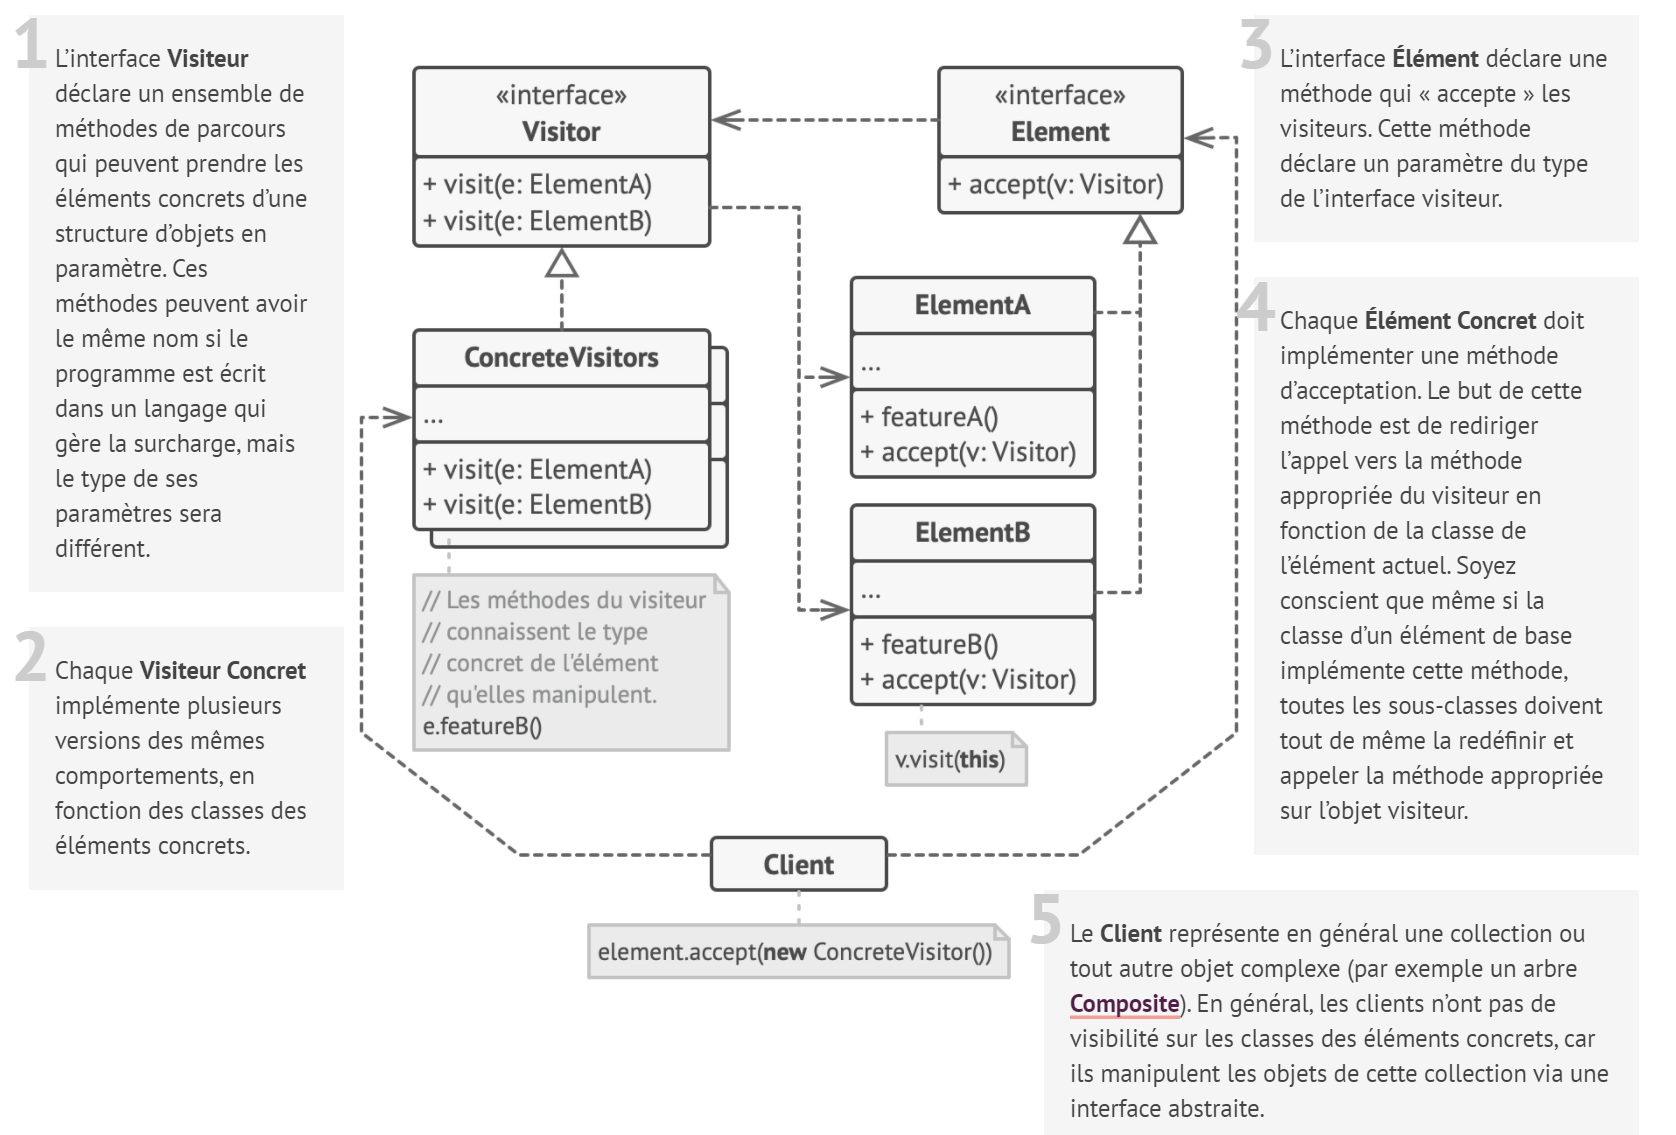 1
L’interface Visiteur
déclare un ensemble de
méthodes de parcours
qui peuvent prendre les
éléments concrets d’une
structure d’objets en
paramètre. Ces
méthodes peuvent avoir
le même nom si le
programme est écrit
dans un langage qui
gère la surcharge, mais
le type de ses
paramètres sera
différent.
2
Chaque Visiteur Concret
implémente plusieurs
versions des mêmes
comportements, en
fonction des classes des
éléments concrets.
«interface»
Visitor
+ visit(e: ElementA)
+ visit(e: ElementB)
ConcreteVisitors
...
+ visit(e: ElementA)
+ visit(e: ElementB)
// Les méthodes du visiteur
// connaissent le type
// concret de l'élément
// qu'elles manipulent.
e.featureB()
«interface»
Element
+ accept(v: Visitor)
ElementA
...
+ featureA()
+ accept(v: Visitor)
ElementB
...
+ featureB()
+ accept(v: Visitor)
v.visit(this)
Client
element.accept(new ConcreteVisitor())
3
L’interface Élément déclare une
méthode qui « accepte » les
visiteurs. Cette méthode
déclare un paramètre du type
de l’interface visiteur.
4
Chaque Élément Concret doit
implémenter une méthode
d’acceptation. Le but de cette
méthode est de rediriger
l’appel vers la méthode
appropriée du visiteur en
fonction de la classe de
l’élément actuel. Soyez
conscient que même si la
classe d’un élément de base
implémente cette méthode,
toutes les sous-classes doivent
tout de même la redéfinir et
appeler la méthode appropriée
sur l’objet visiteur.
5
Le Client représente en général une collection ou
tout autre objet complexe (par exemple un arbre
Composite). En général, les clients n’ont pas de
visibilité sur les classes des éléments concrets, car
ils manipulent les objets de cette collection via une
interface abstraite.